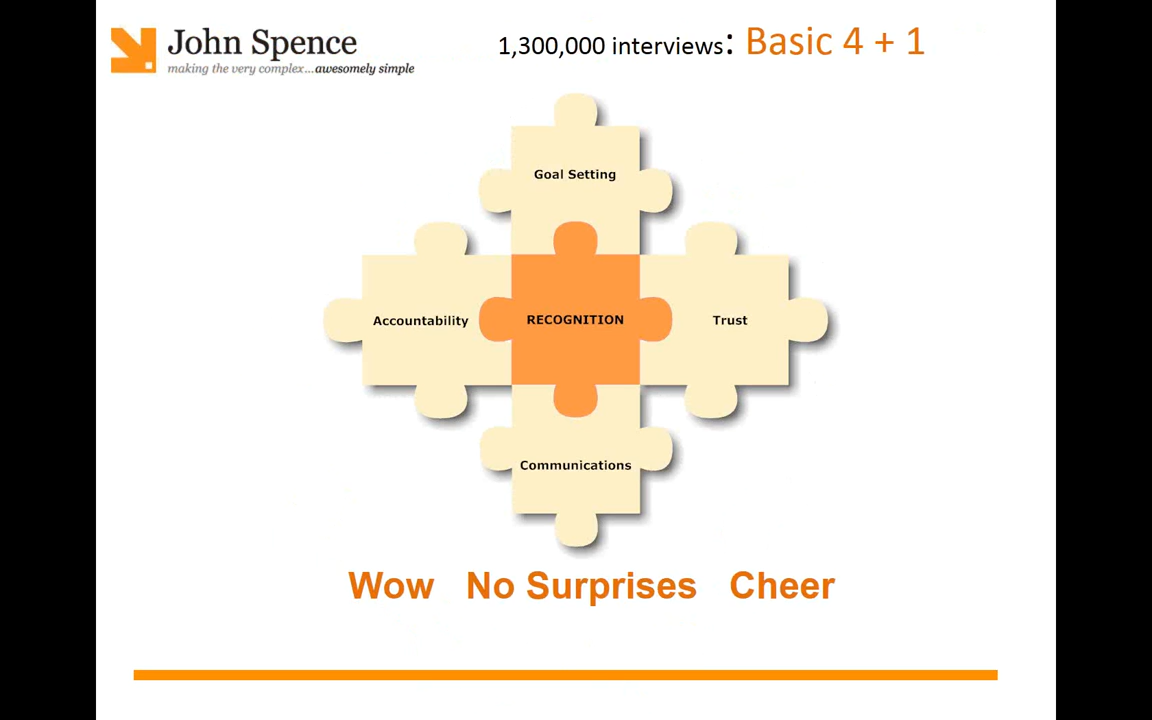 John Spence
making the very complex...awesomely simple
1,300,000 interviews: Basic 4 + 1
Goal Setting
Accountability
RECOGNITION
Trust
Communications
Wow No Surprises Cheer